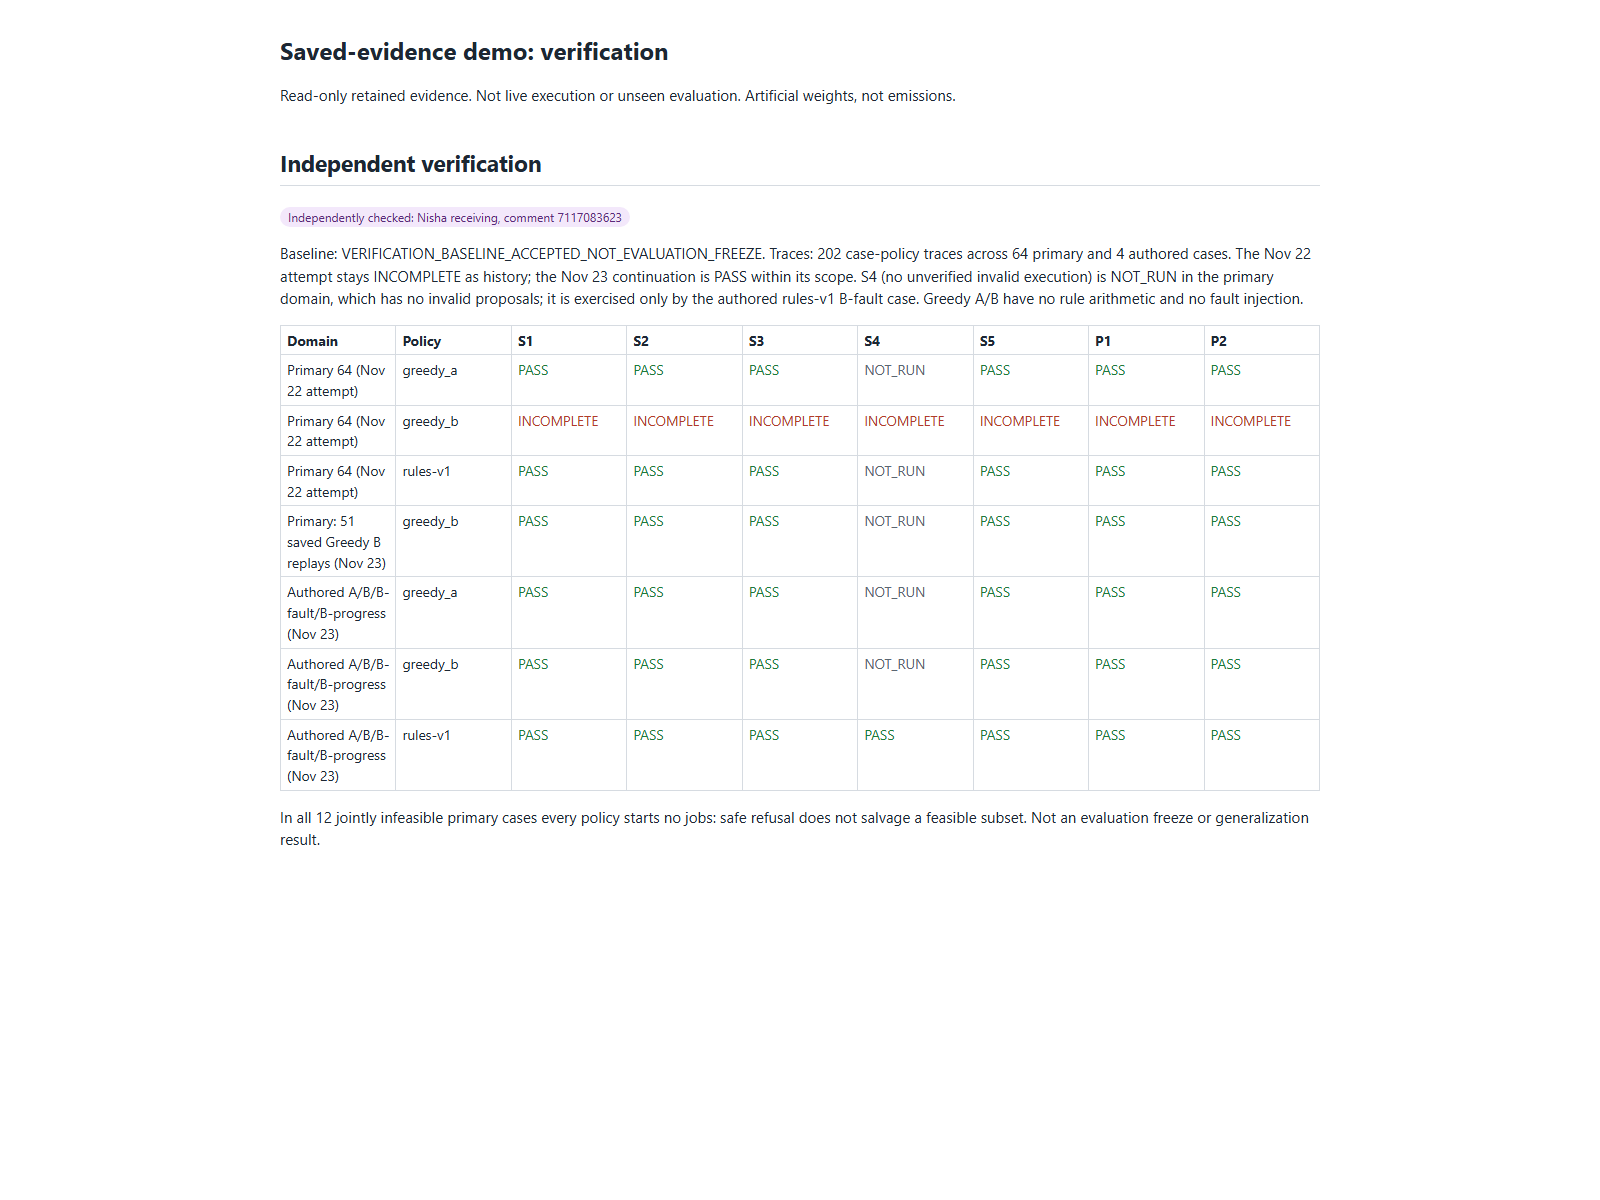 Saved-evidence demo: verification
Read-only retained evidence. Not live execution or unseen evaluation. Artificial weights, not emissions.
Independent verification
Independently checked: Nisha receiving, comment 7117083623
Baseline: VERIFICATION_BASELINE_ACCEPTED_NOT_EVALUATION_FREEZE. Traces: 202 case-policy traces across 64 primary and 4 authored cases. The Nov 22
attempt stays INCOMPLETE as history; the Nov 23 continuation is PASS within its scope. S4 (no unverified invalid execution) is NOT_RUN in the primary
domain, which has no invalid proposals; it is exercised only by the authored rules-v1 B-fault case. Greedy A/B have no rule arithmetic and no fault injection.
Domain Policy S1 S2 S3 S4 S5 P1 P2
Primary 64 (Nov greedy_a PASS PASS PASS NOT_RUN PASS PASS PASS
22 attempt)
Primary 64 (Nov greedy_b INCOMPLETE INCOMPLETE INCOMPLETE INCOMPLETE INCOMPLETE INCOMPLETE INCOMPLETE
22 attempt)
Primary 64 (Nov rules-v1 PASS PASS PASS NOT_RUN PASS PASS PASS
22 attempt)
Primary: 51 greedy_b PASS PASS PASS NOT_RUN PASS PASS PASS
saved Greedy B
replays (Nov 23)
Authored A/B/B- greedy_a PASS PASS PASS NOT_RUN PASS PASS PASS
fault/B-progress
(Nov 23)
Authored A/B/B- greedy_b PASS PASS PASS NOT_RUN PASS PASS PASS
fault/B-progress
(Nov 23)
Authored A/B/B- rules-v1 PASS PASS PASS PASS PASS PASS PASS
fault/B-progress
(Nov 23)
In all 12 jointly infeasible primary cases every policy starts no jobs: safe refusal does not salvage a feasible subset. Not an evaluation freeze or generalization
result.